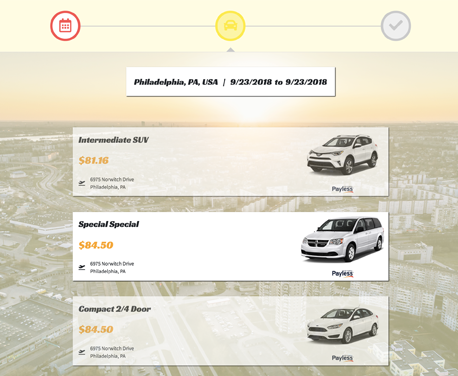 Philadelphia, PA, USA | 9/23/2018 to 9/23/2018
Intermediate SUV
$81.16
6975 Norwitch Drive
Philadelphia, PA
Payless
Special Special
$84.50
6975 Norwitch Drive
Philadelphia, PA
Payless
Compact 2/4 Door
$84.50
6975 Norwitch Drive
Philadelphia, PA
Payless